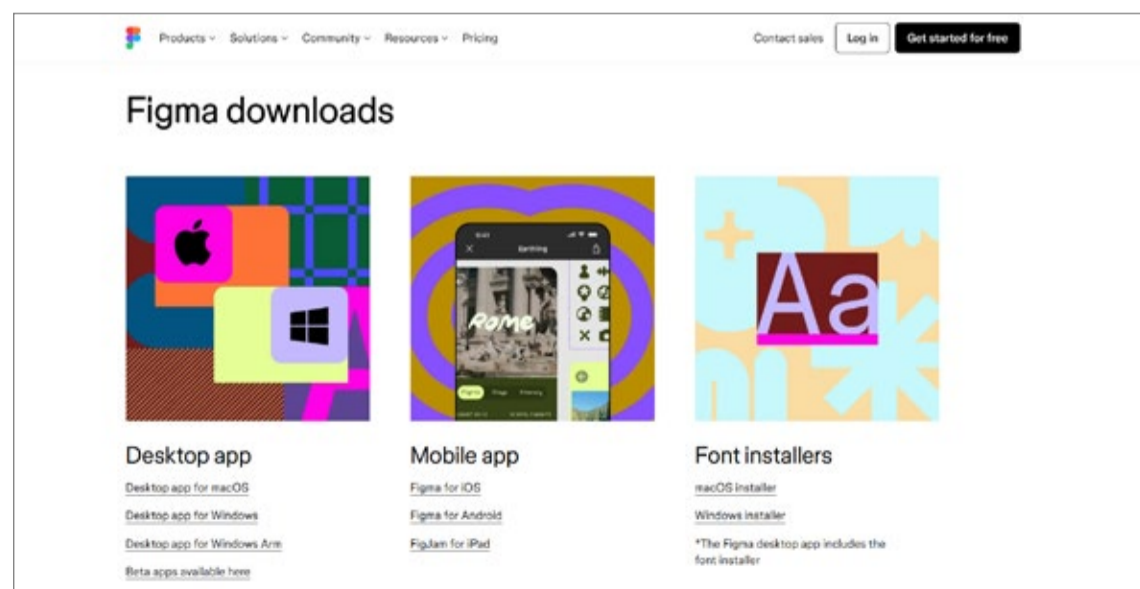 Products Solutions Community Resources Pricing
Contact sales Log in Get started for free
Figma downloads
Rome
Aa
Desktop app
Desktop app for macOS
Desktop app for Windows
Desktop app for Windows Arm
Beta apps available here
Mobile app
Figma for iOS
Figma for Android
FigJam for iPad
Font installers
macOS installer
Windows installer
*The Figma desktop app includes the
font installer